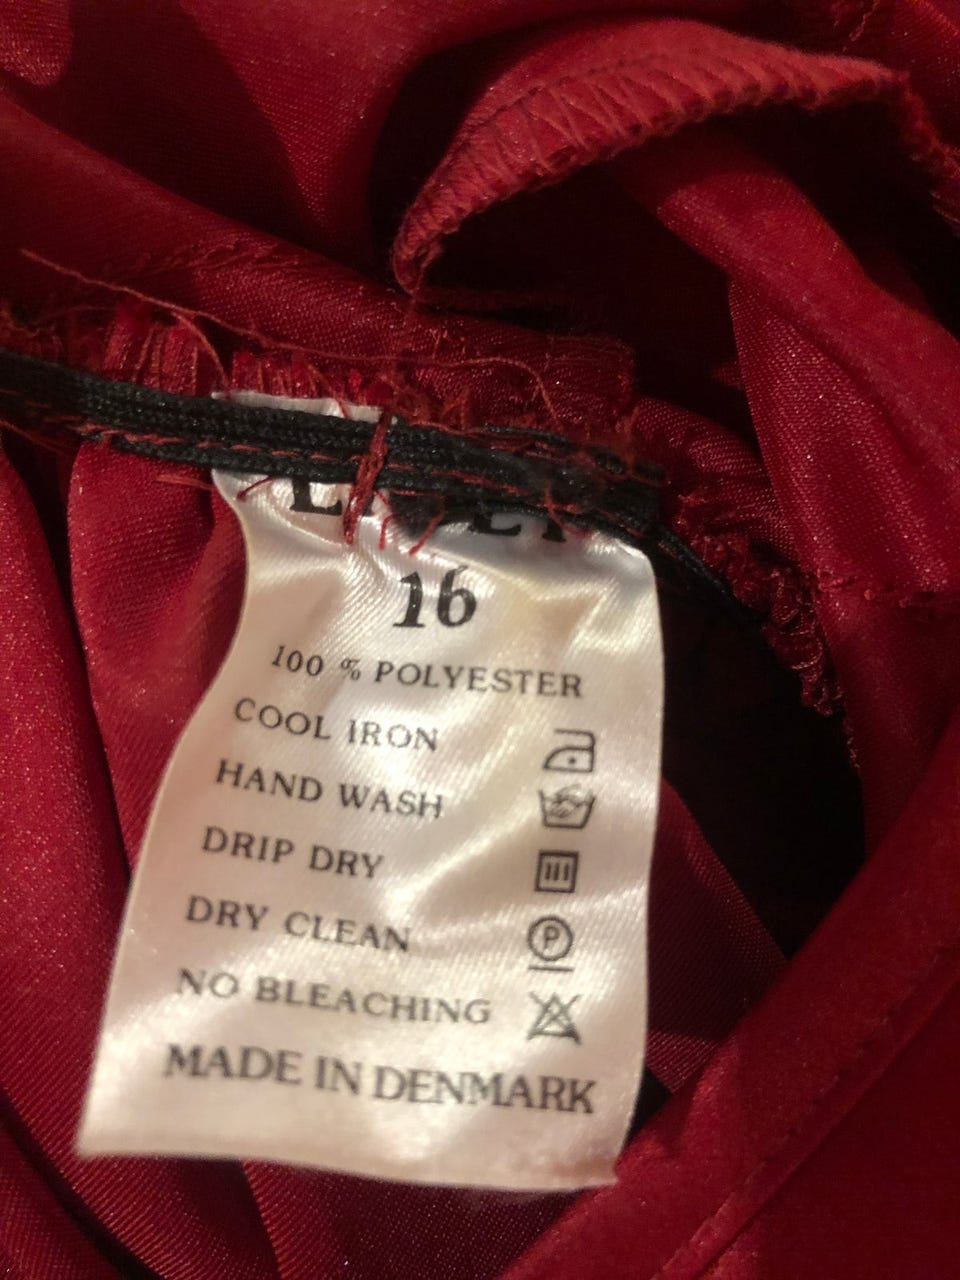 16
100 % POLYESTER
COOL IRON
HAND WASH
DRIP DRY
DRY CLEAN
P
NO BLEACHING
MADE IN DENMARK